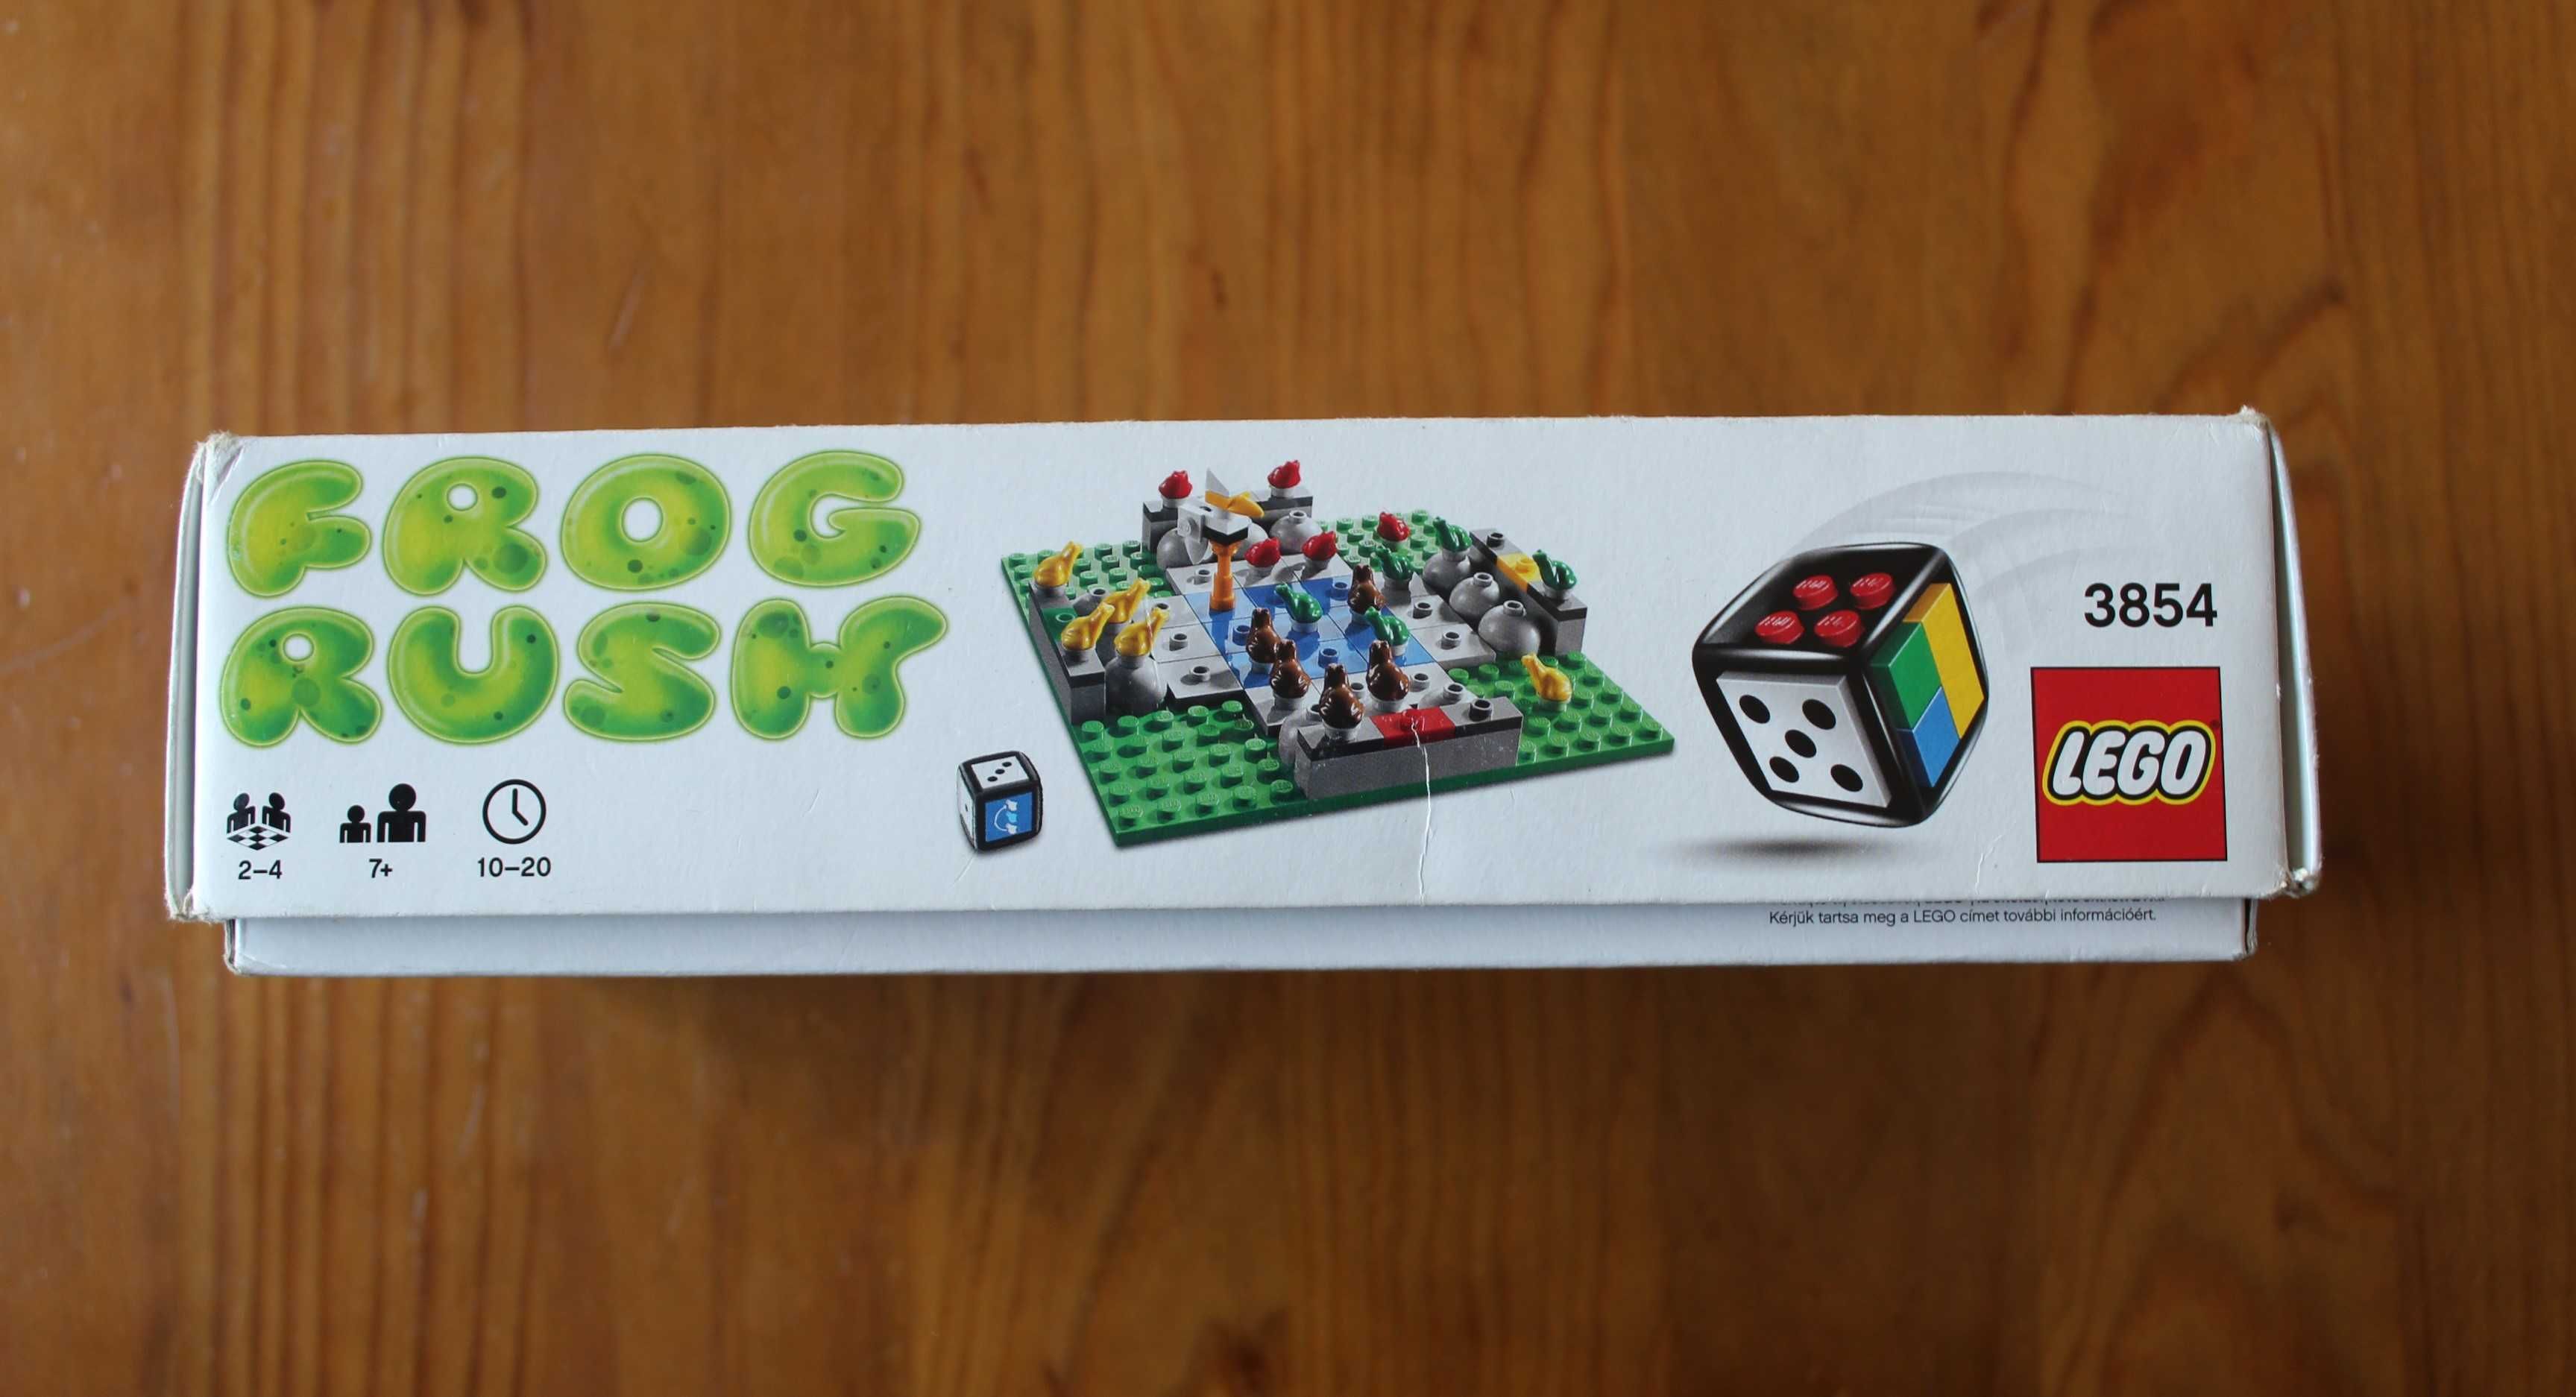 FROG
RUSH
2–4
7+
10–20
3854
LEGO
Kérjük tartsa meg a LEGO címet további információért.